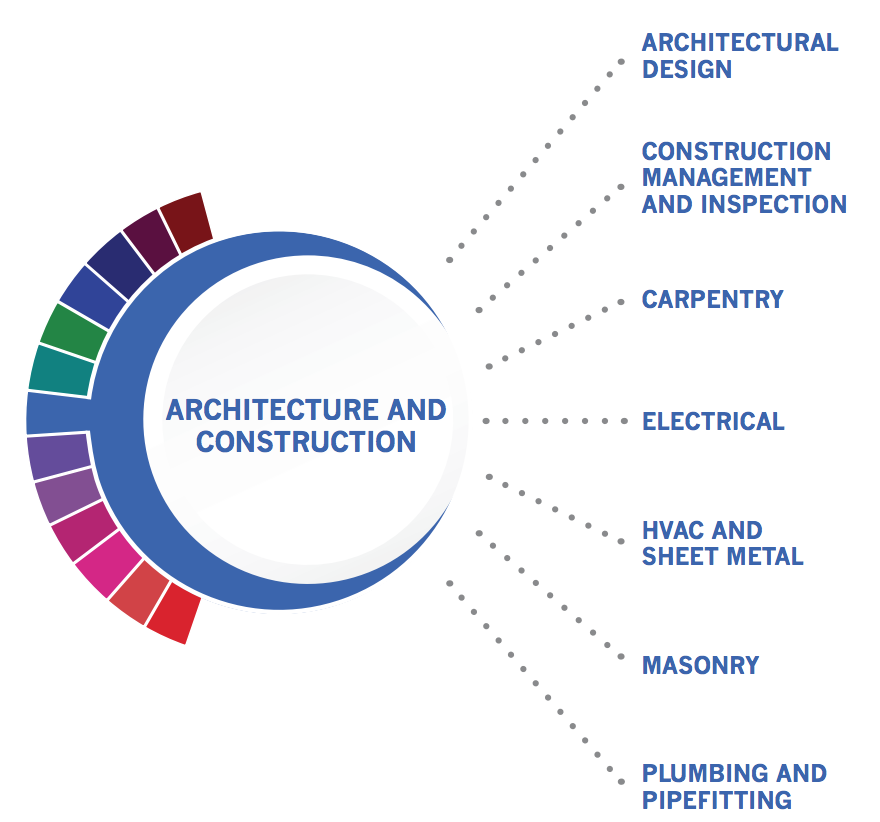 ARCHITECTURE AND
CONSTRUCTION
ARCHITECTURAL
DESIGN
CONSTRUCTION
MANAGEMENT
AND INSPECTION
CARPENTRY
ELECTRICAL
HVAC AND
SHEET METAL
MASONRY
PLUMBING AND
PIPEFITTING